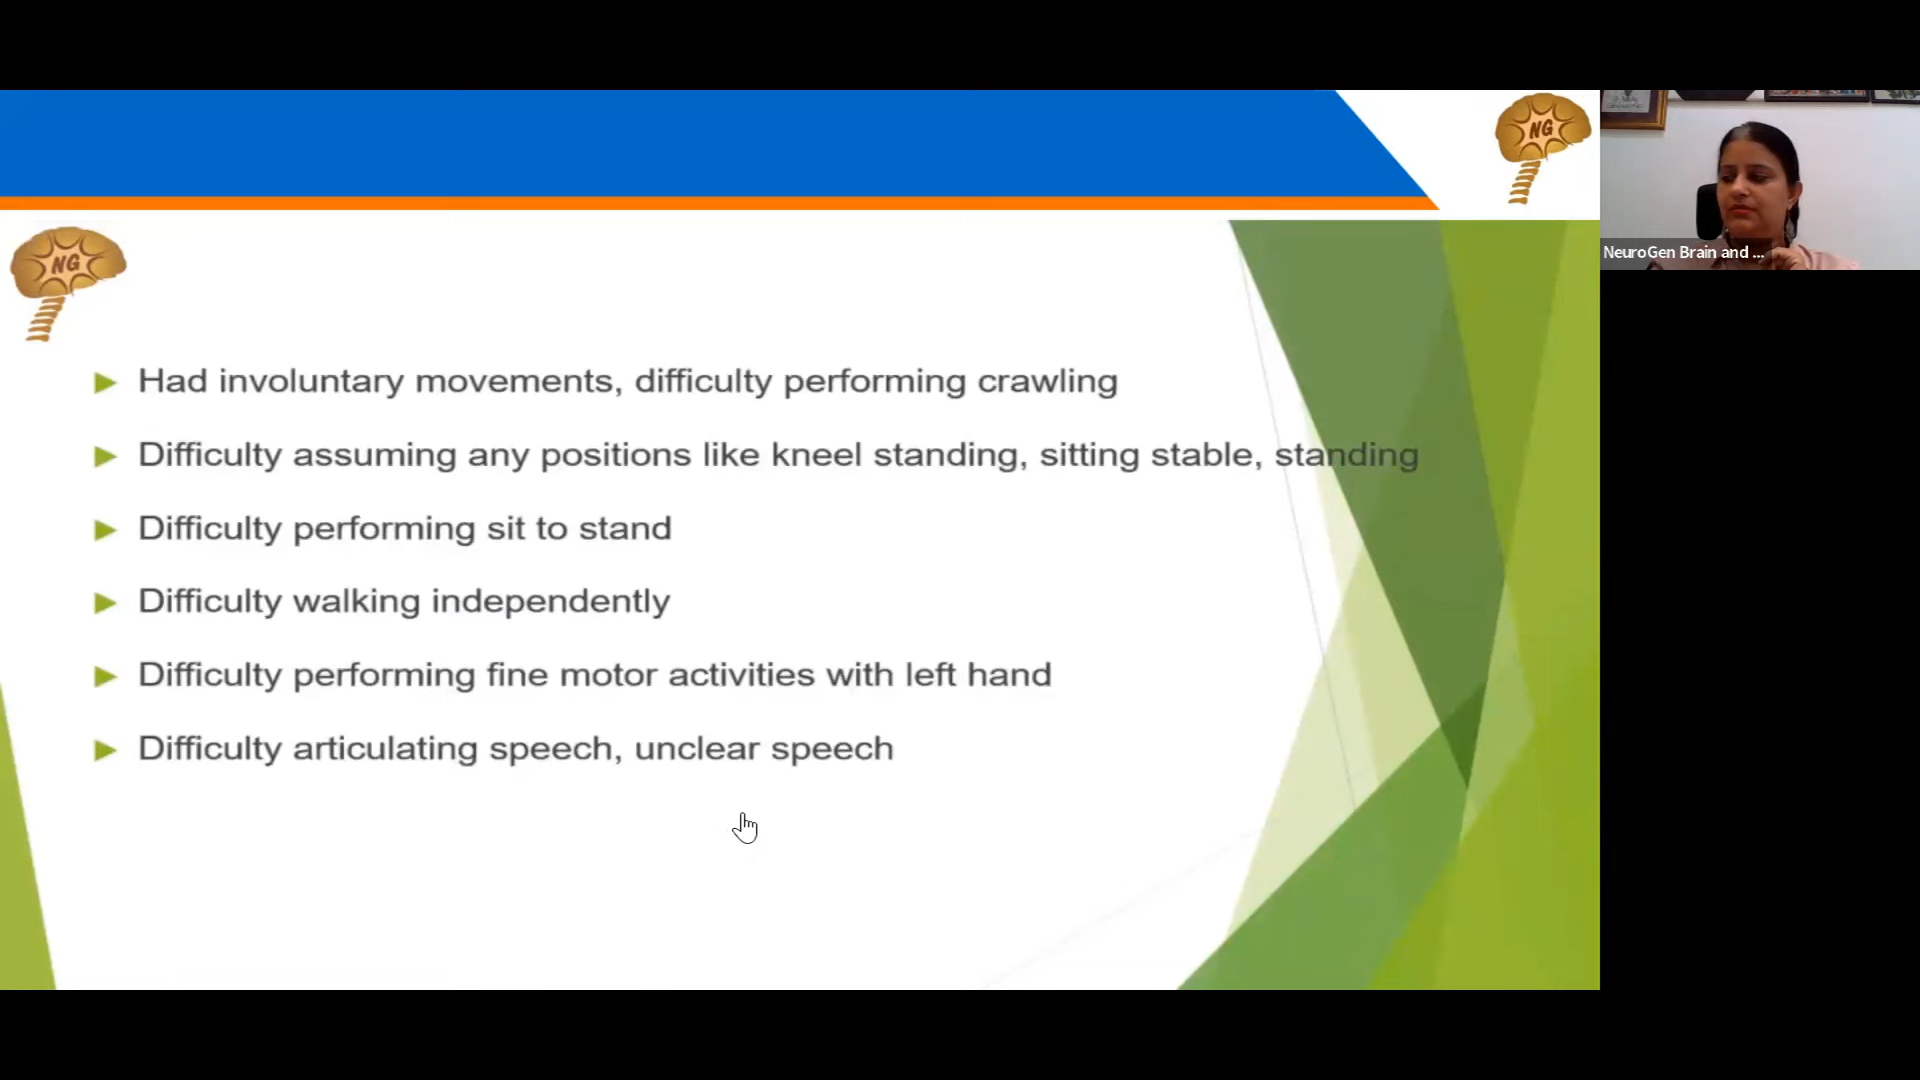 NG
NeuroGen Brain and ...
NG
Had involuntary movements, difficulty performing crawling
Difficulty assuming any positions like kneel standing, sitting stable, standing
Difficulty performing sit to stand
Difficulty walking independently
Difficulty performing fine motor activities with left hand
Difficulty articulating speech, unclear speech